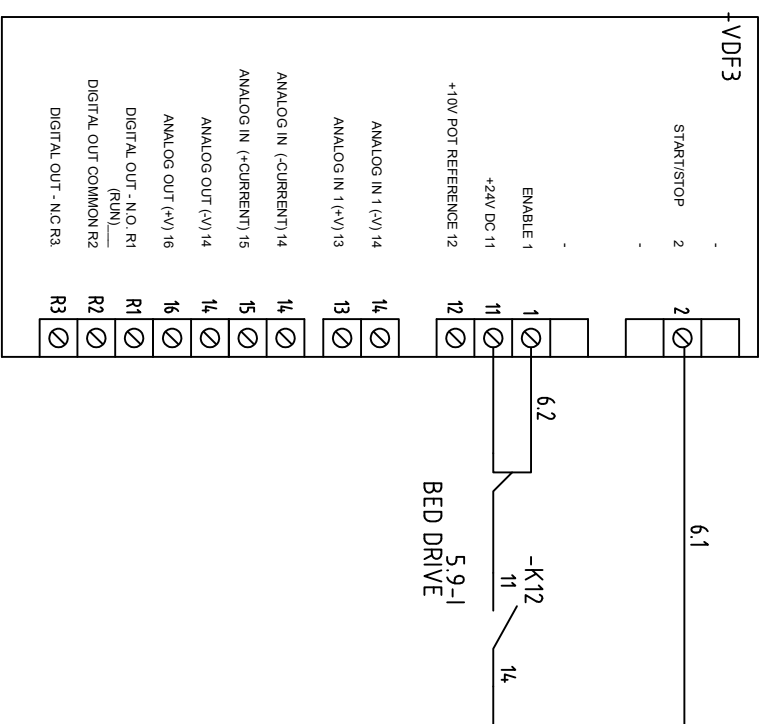 -VDF3
-
START/STOP 2
-
-
ENABLE 1
+24V DC 11
+10V POT REFERENCE 12
ANALOG IN 1 (-V) 14
ANALOG IN 1 (+V) 13
ANALOG IN (-CURRENT) 14
ANALOG IN (+CURRENT) 15
ANALOG OUT (-V) 14
ANALOG OUT (+V) 16
DIGITAL OUT - N.O. R1
(RUN)___
DIGITAL OUT COMMON R2
DIGITAL OUT - N.C R3.
2
1
11
12
14
13
14
15
14
16
R1
R2
R3
6.1
6.2
-K12
11
14
5.9-I
BED DRIVE